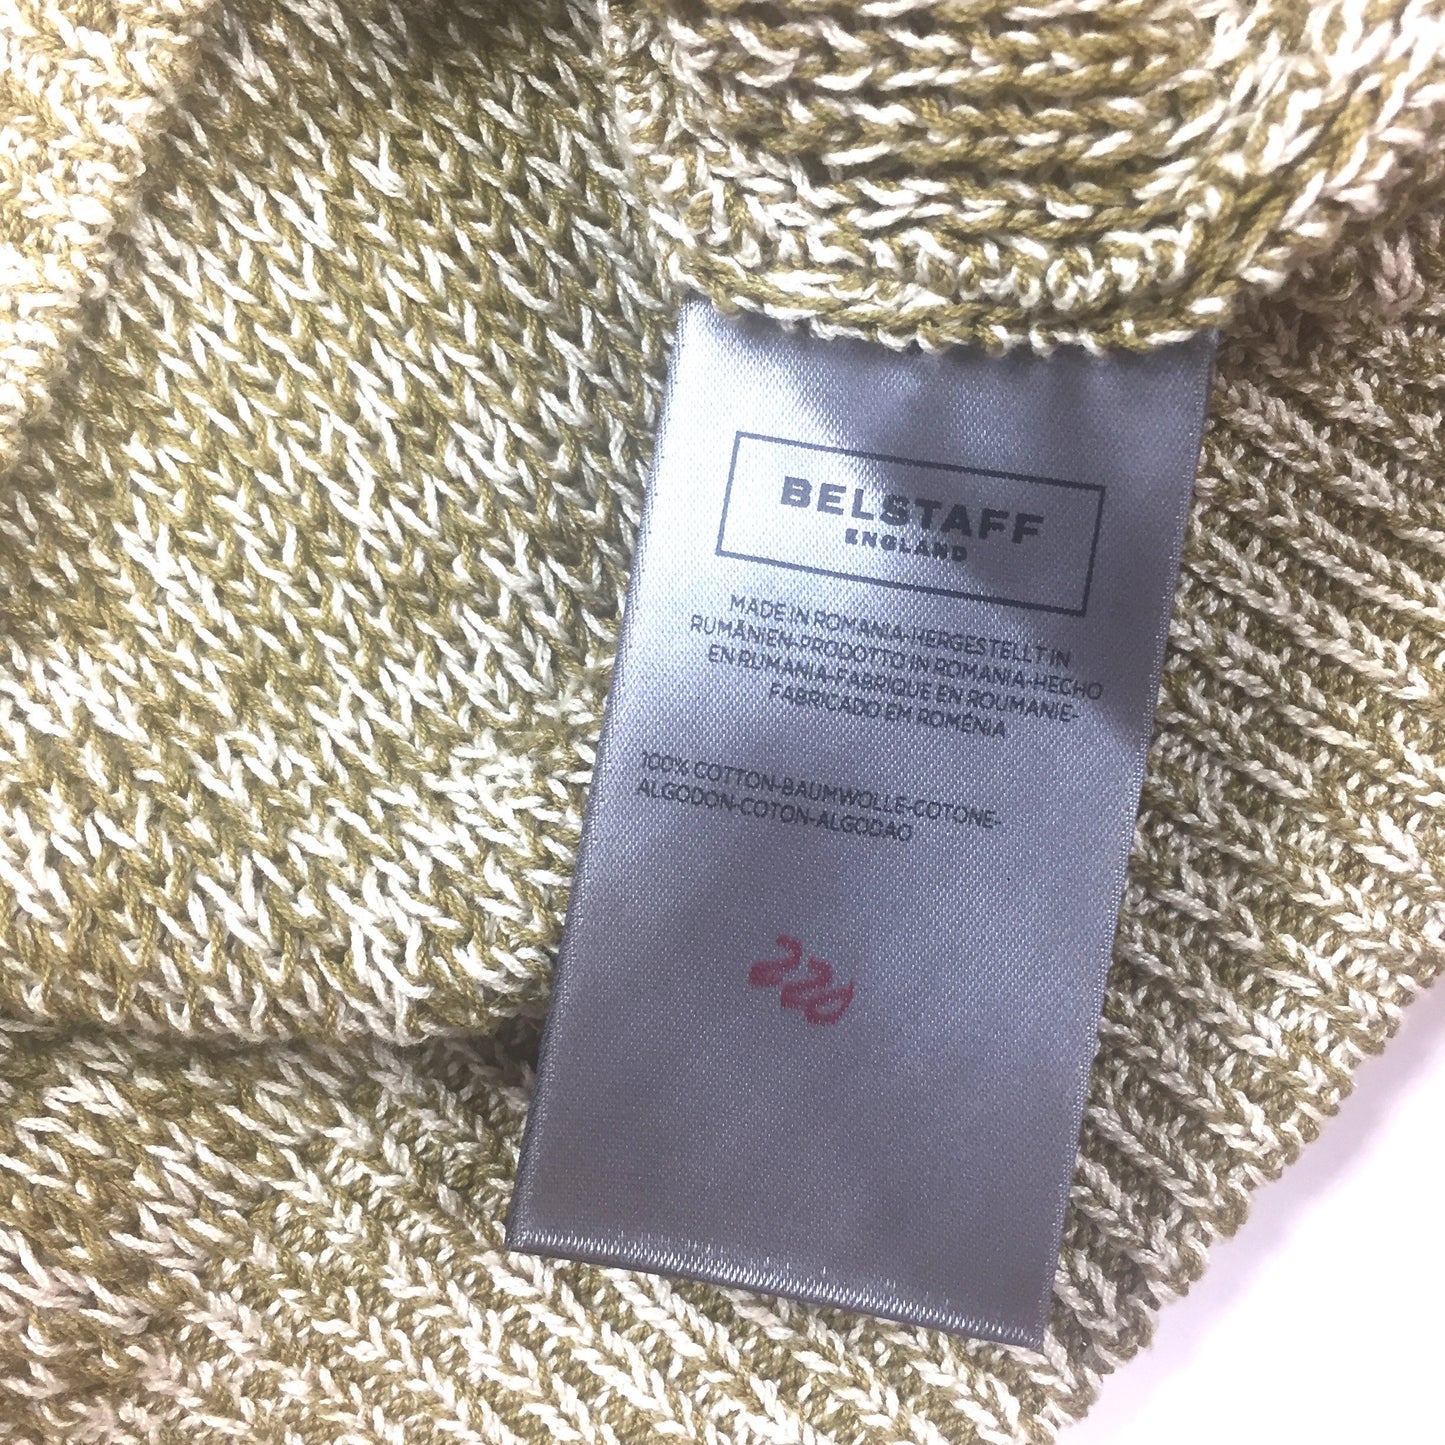 BELSTAFF
ENGLAND
MADE IN ROMANIA-HERGESTELLT IN
RUMÄNIEN-PRODOTTO IN ROMANIA-HECHO
EN RUMANIA-FABRIQUE EN ROUMANIE-
FABRICADO EM ROMÉNIA
100% COTTON-BAUMWOLLE-COTONE-
ALGODON-COTON-ALGODAO
220